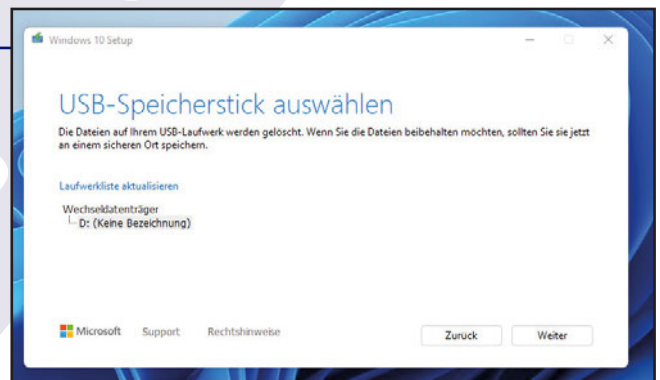 Windows 10 Setup
USB-Speicherstick auswählen
Die Dateien auf Ihrem USB-Laufwerk werden gelöscht. Wenn Sie die Dateien beibehalten möchten, sollten Sie sie jetzt
an einem sicheren Ort speichern.
Laufwerkliste aktualisieren
Wechseldatenträger
D: (Keine Bezeichnung)
Microsoft Support Rechtshinweise Zurück Weiter